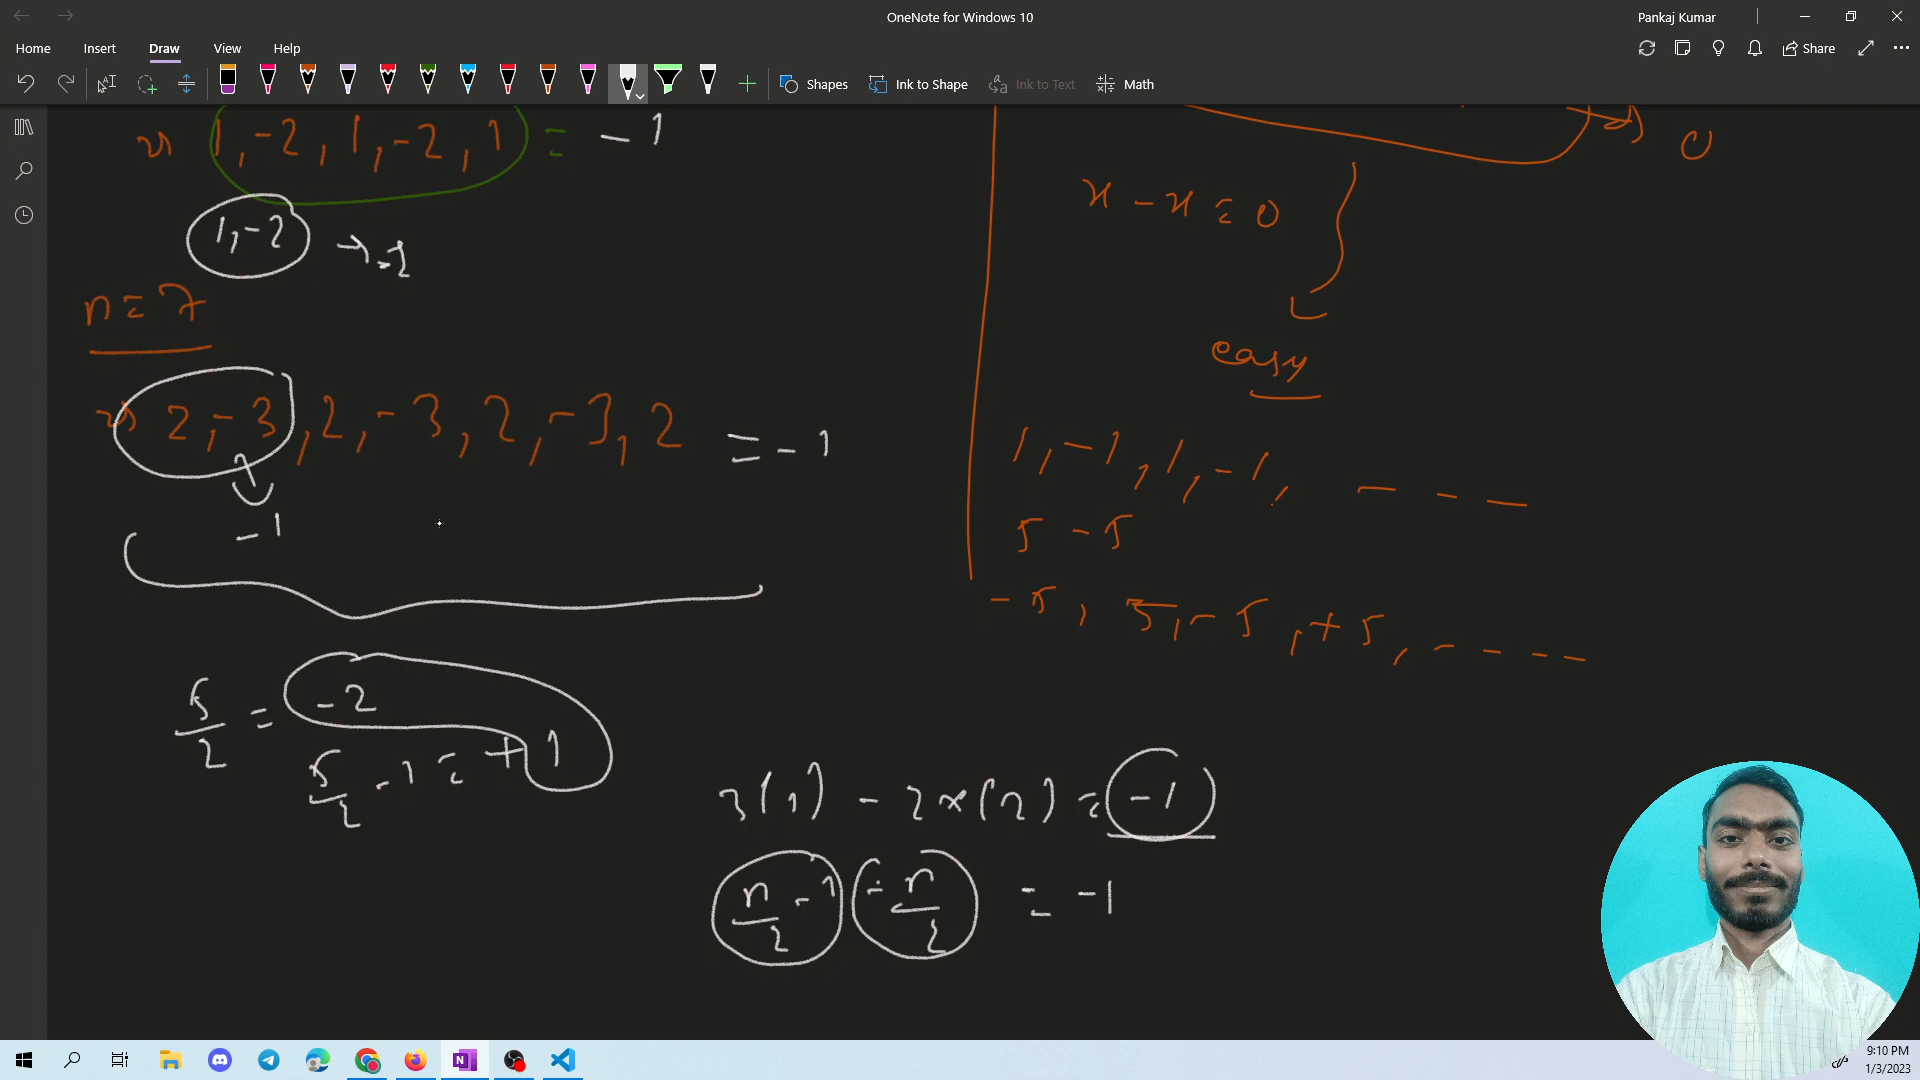 OneNote for Windows 10
Pankaj Kumar
Home Insert Draw View Help
Share
Shapes Ink to Shape Ink to Text Math
1, -2, 1, -2, 1 = -1
1, -2 → -1
n = 7
2, -3, 2, -3, 2, -3, 2 = -1
-1
5/2 = -2
5/2 - 1 = +1
3(1) - 2 × (2) = -1
n/2 - 1 - n/2 = -1
→ 0
x - x = 0
easy
1, -1, 1, -1, - - -
5 - 5
-5, 5, -5, +5, - - - -
9:10 PM
1/3/2023